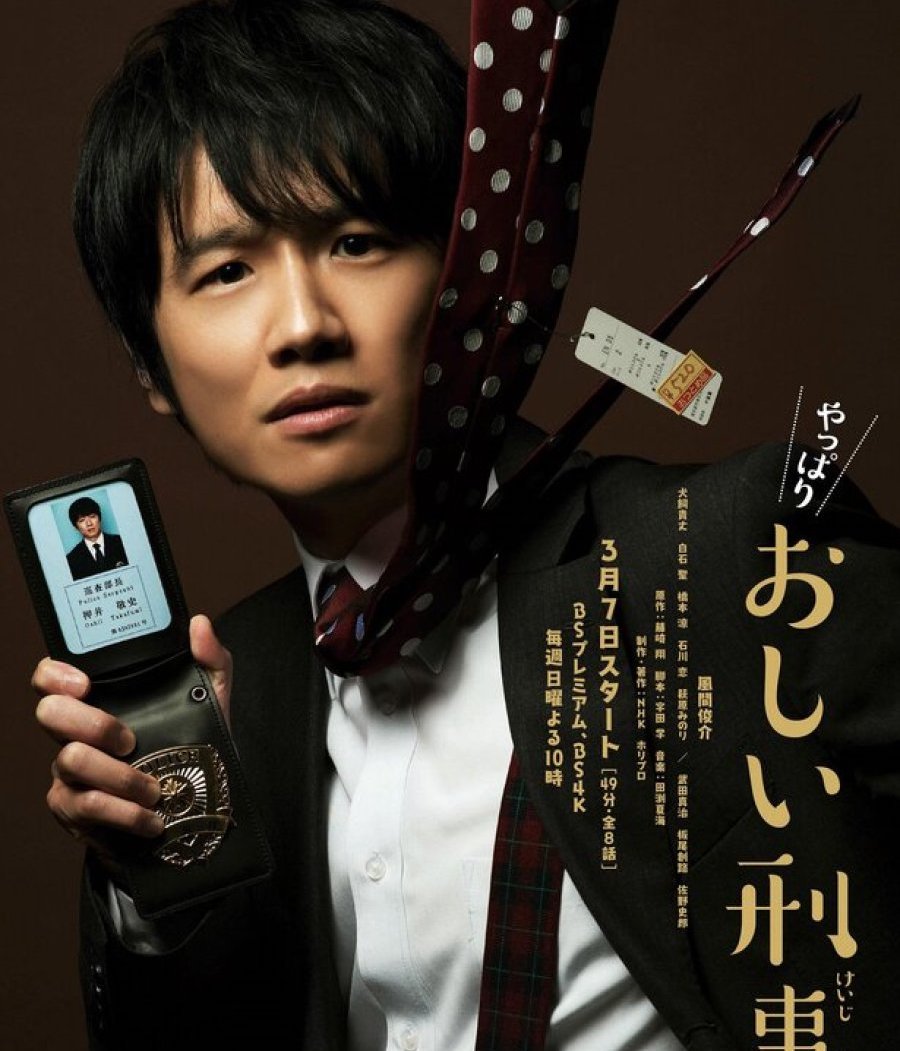 やっぱり
おしい刑事
けいじ
風間俊介
犬飼貴丈 白石聖 橋本涼 石川恋 萩原みのり / 武田真治 板尾創路 佐野史郎
原作:藤崎翔 脚本:宇田学 音楽:田渕夏海
制作・著作:NHK ホリプロ
3月7日スタート[49分・全8話]
BSプレミアム、BS4K
毎週日曜よる10時
巡査部長
Police Sergeant
押井 敬史
Oshii Takafumi
¥520